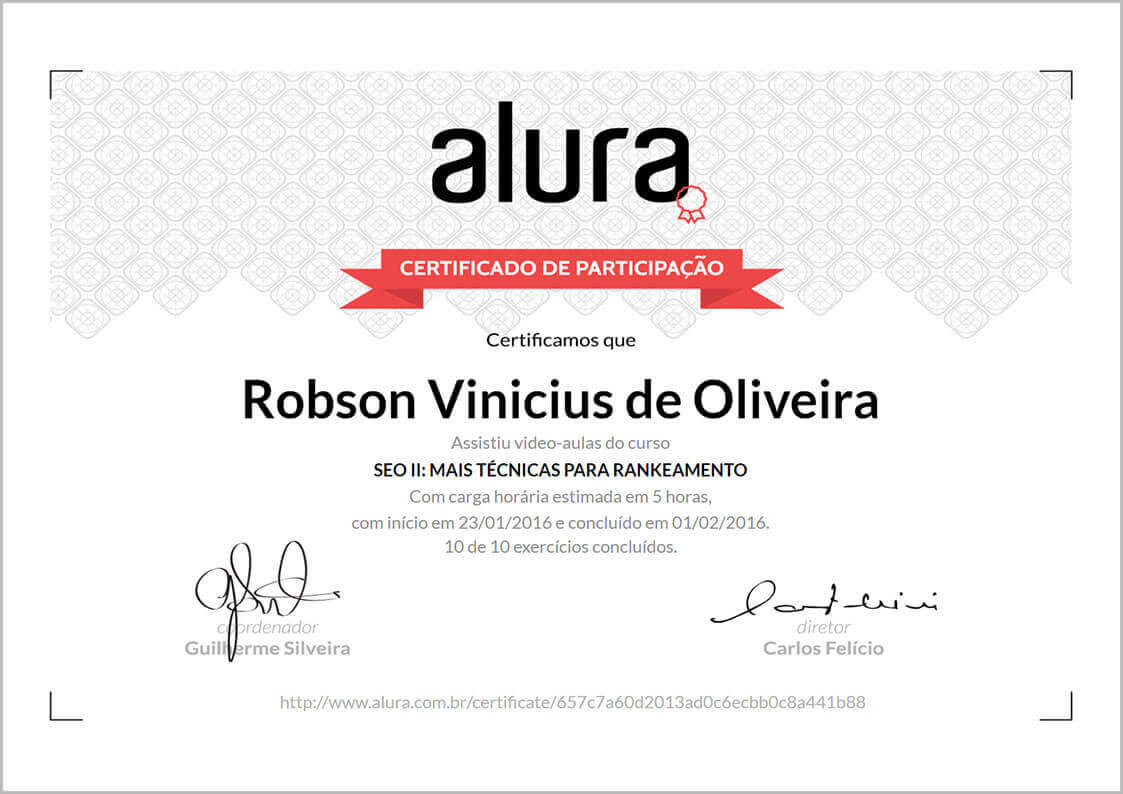 alura
CERTIFICADO DE PARTICIPAÇÃO
Certificamos que
Robson Vinicius de Oliveira
Assistiu video-aulas do curso
SEO II: MAIS TÉCNICAS PARA RANKEAMENTO
Com carga horária estimada em 5 horas,
com início em 23/01/2016 e concluído em 01/02/2016.
10 de 10 exercícios concluídos.
coordenador
Guilherme Silveira
diretor
Carlos Felício
http://www.alura.com.br/certificate/657c7a60d2013ad0c6ecbb0c8a441b88